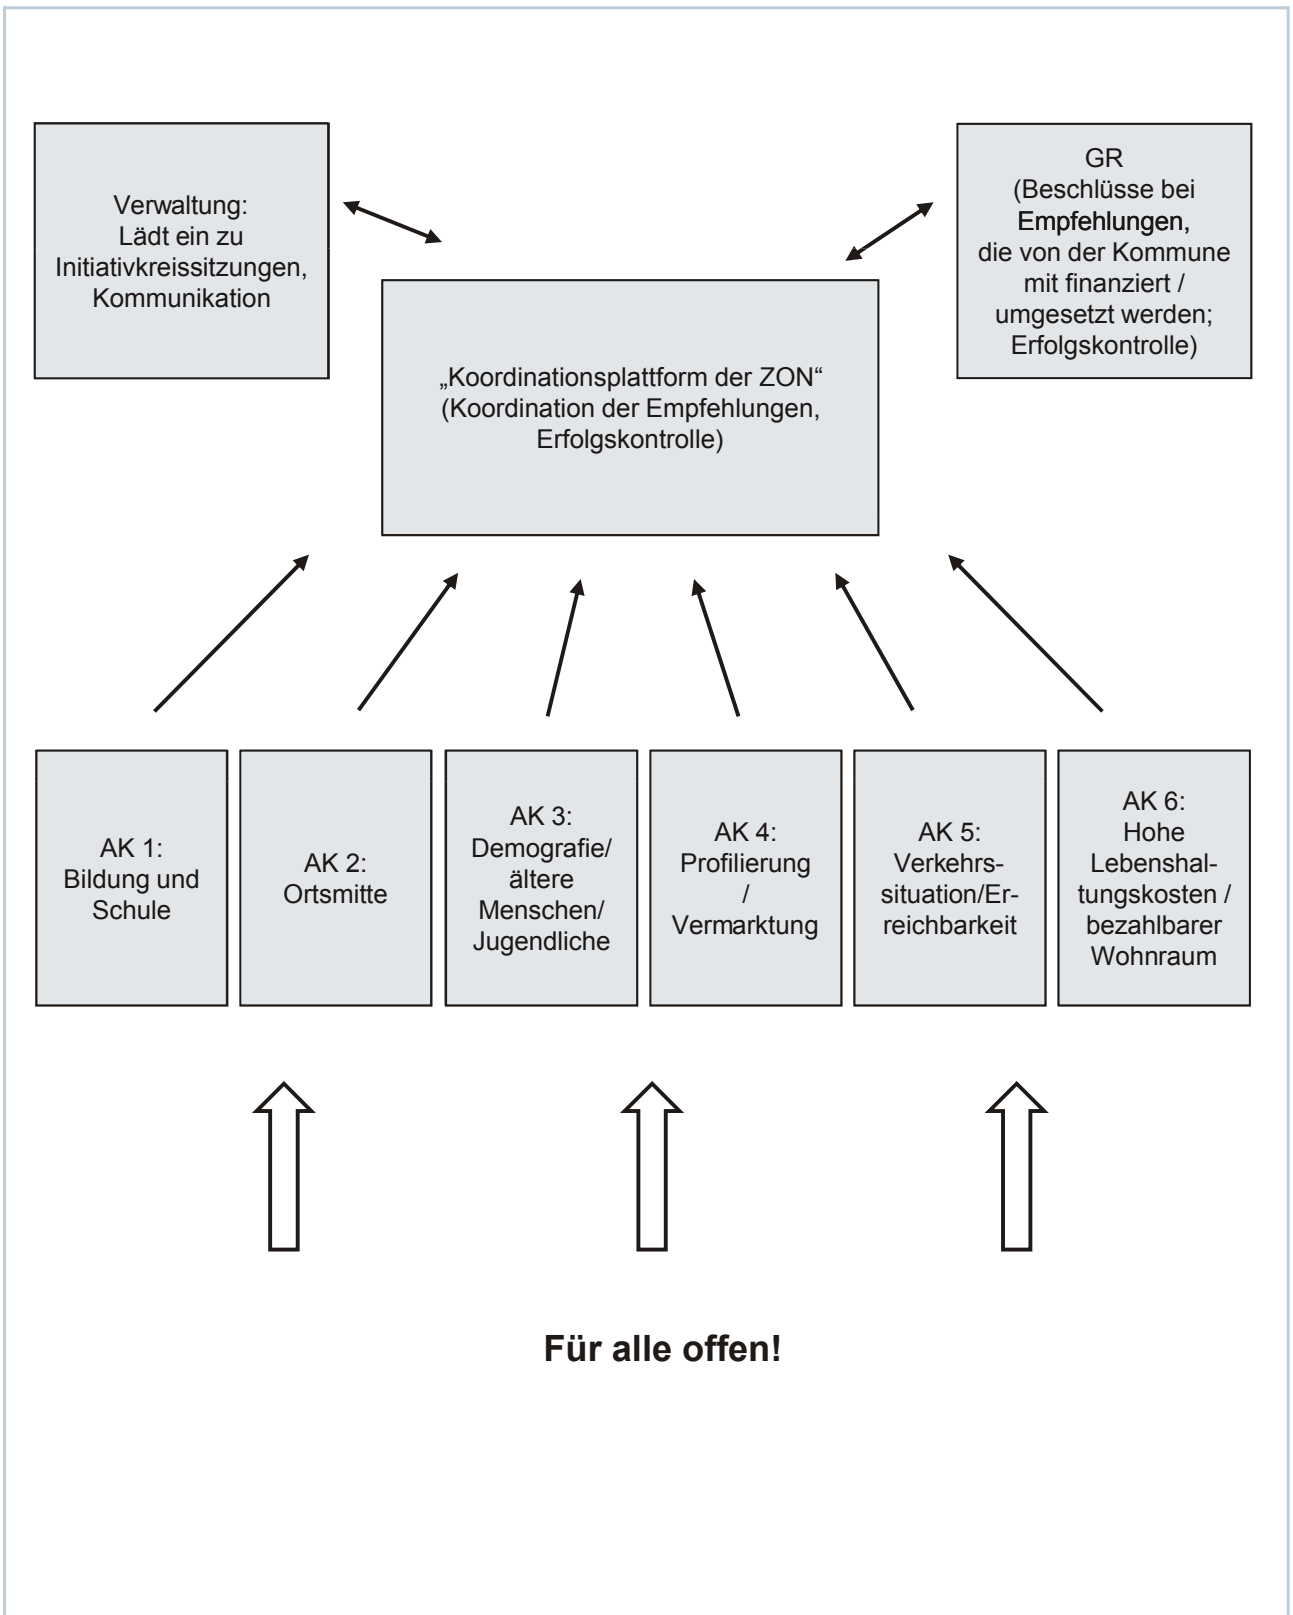 Verwaltung:
Lädt ein zu
Initiativkreissitzungen,
Kommunikation
GR
(Beschlüsse bei
Empfehlungen,
die von der Kommune
mit finanziert /
umgesetzt werden;
Erfolgskontrolle)
„Koordinationsplattform der ZON“
(Koordination der Empfehlungen,
Erfolgskontrolle)
AK 1:
Bildung und
Schule
AK 2:
Ortsmitte
AK 3:
Demografie/
ältere
Menschen/
Jugendliche
AK 4:
Profilierung
/
Vermarktung
AK 5:
Verkehrs-
situation/Er-
reichbarkeit
AK 6:
Hohe
Lebenshal-
tungskosten /
bezahlbarer
Wohnraum
Für alle offen!